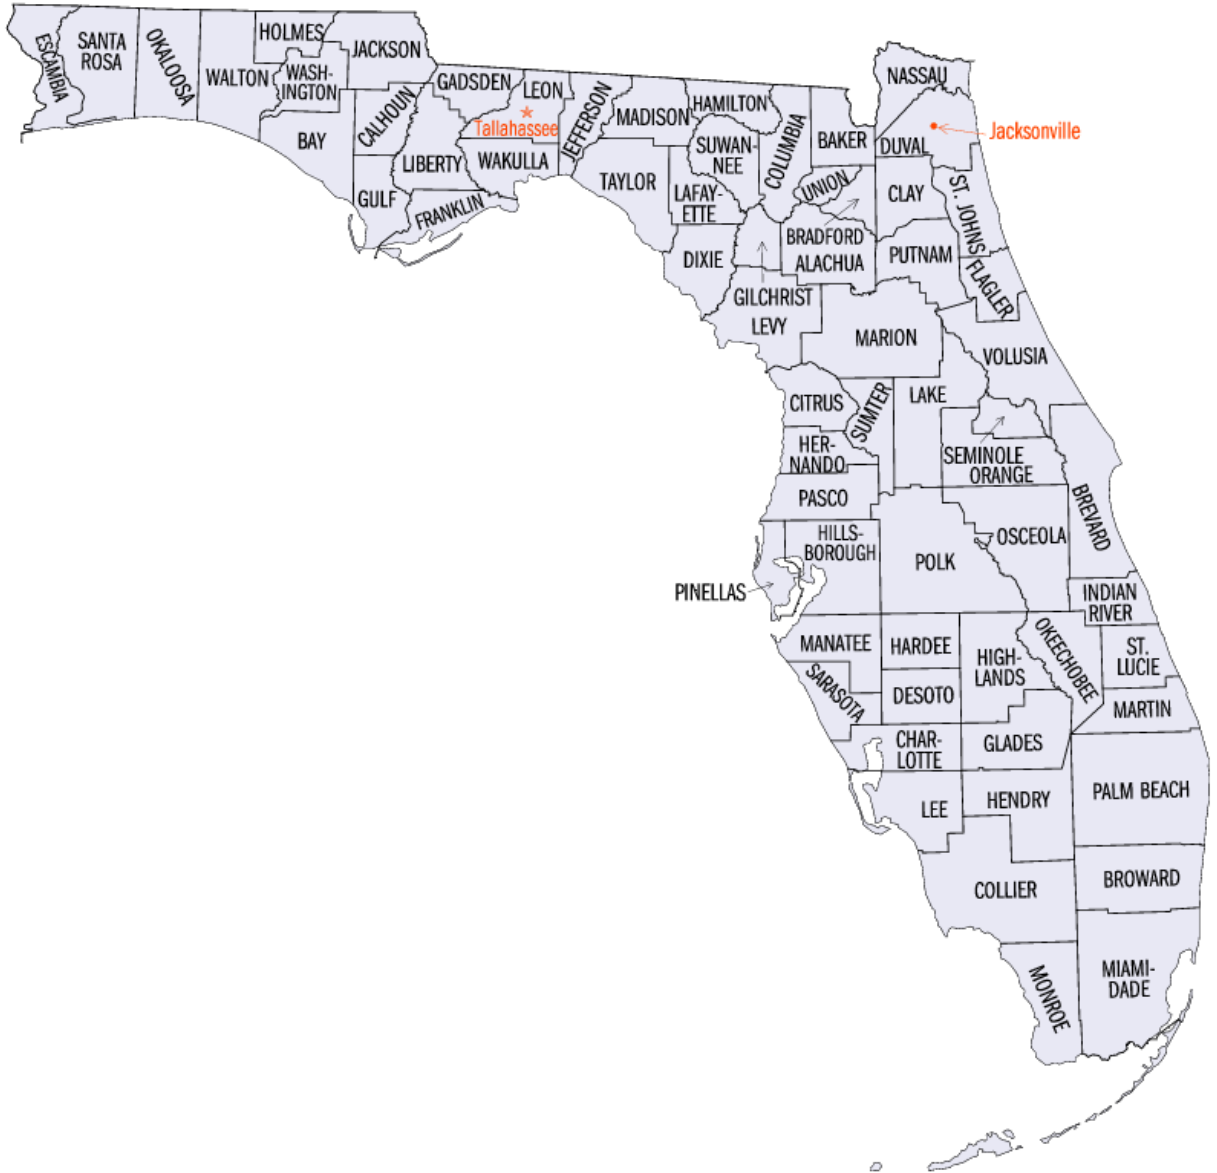 ESCAMBIA
SANTA
ROSA
OKALOOSA
WALTON
HOLMES
WASH-
INGTON
JACKSON
BAY
CALHOUN
GULF
GADSDEN
LIBERTY
FRANKLIN
LEON
Tallahassee
WAKULLA
JEFFERSON
MADISON
TAYLOR
HAMILTON
SUWAN-
NEE
LAFAY-
ETTE
DIXIE
COLUMBIA
BAKER
NASSAU
DUVAL
Jacksonville
UNION
BRADFORD
ALACHUA
CLAY
ST. JOHNS
PUTNAM
FLAGLER
GILCHRIST
LEVY
MARION
VOLUSIA
CITRUS
SUMTER
LAKE
HER-
NANDO
SEMINOLE
ORANGE
PASCO
BREVARD
HILLS-
BOROUGH
PINELLAS
POLK
OSCEOLA
INDIAN
RIVER
MANATEE
HARDEE
HIGH-
LANDS
OKEECHOBEE
ST.
LUCIE
SARASOTA
DESOTO
MARTIN
CHAR-
LOTTE
GLADES
LEE
HENDRY
PALM BEACH
COLLIER
BROWARD
MONROE
MIAMI-
DADE